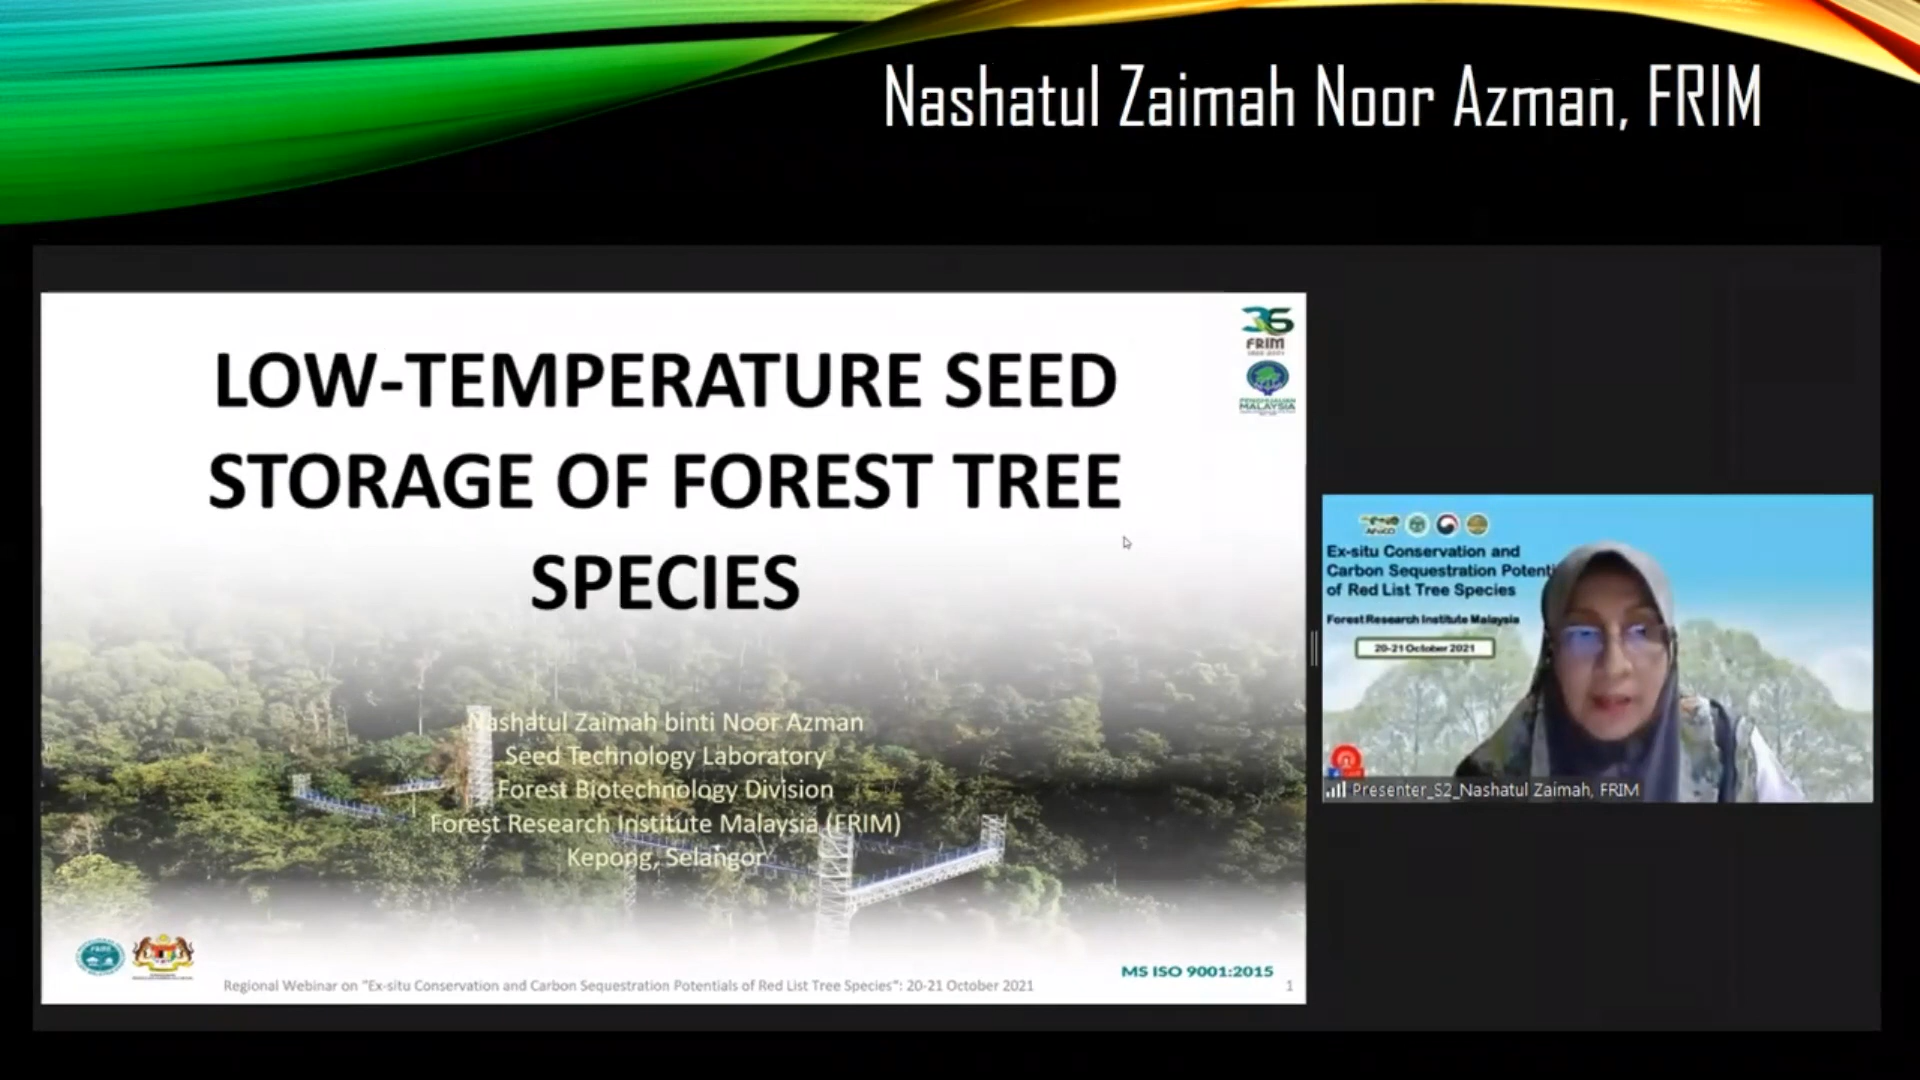 Nashatul Zaimah Noor Azman, FRIM
LOW-TEMPERATURE SEED
STORAGE OF FOREST TREE
SPECIES
36
FRIM
MALAYSIA
Nashatul Zaimah binti Noor Azman
Seed Technology Laboratory
Forest Biotechnology Division
Forest Research Institute Malaysia (FRIM)
Kepong, Selangor
MS ISO 9001:2015
Regional Webinar on "Ex-situ Conservation and Carbon Sequestration Potentials of Red List Tree Species": 20-21 October 2021
1
Ex-situ Conservation and
Carbon Sequestration Potenti
of Red List Tree Species
Forest Research Institute Malaysia
20-21 October 2021
Presenter_S2_Nashatul Zaimah, FRIM